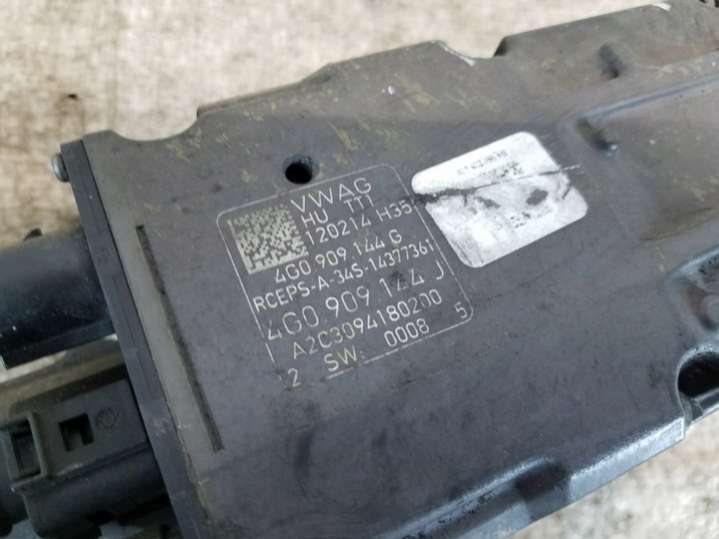 VWAG
HU TT1
120214 H35
4G0 909 144 G
RCEPS-A-34S-14377361
4G0 909 144 J
A2C3094180200
2 SW: 0008 5